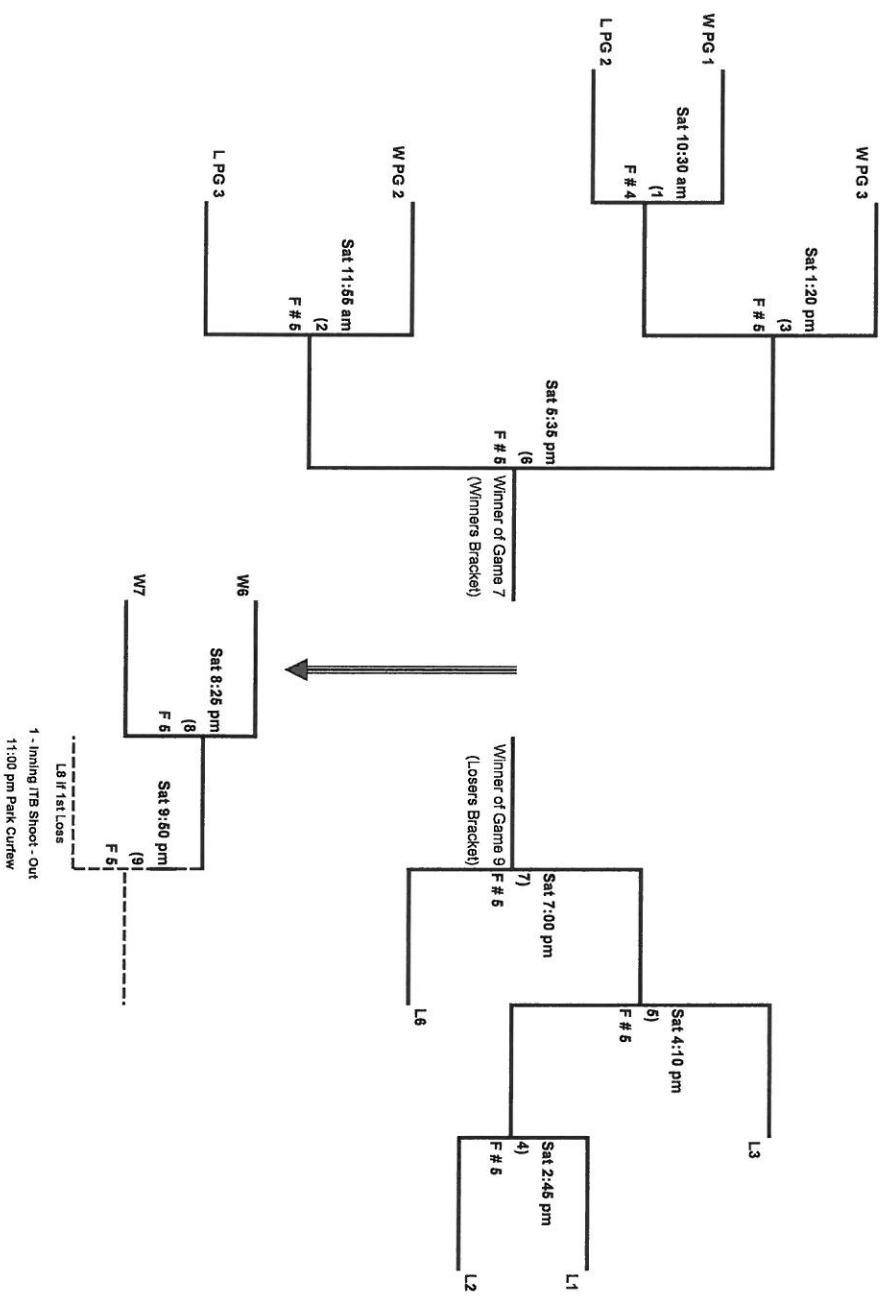 W PG 3
Sat 1:20 pm
(3
F # 5
W PG 1
Sat 10:30 am
(1
F # 4
L PG 2
Sat 5:35 pm
(6
F # 5
Winner of Game 7
(Winners Bracket)
W PG 2
Sat 11:55 am
(2
F # 5
L PG 3
L3
Sat 4:10 pm
5)
F # 5
L1
Sat 2:45 pm
4)
F # 5
L2
Sat 7:00 pm
7)
F # 5
Winner of Game 9
(Losers Bracket)
L6
W6
Sat 8:25 pm
(8
F 5
W7
Sat 9:50 pm
(9
F 5
L8 if 1st Loss
1 - Inning ITB Shoot - Out
11:00 pm Park Curfew